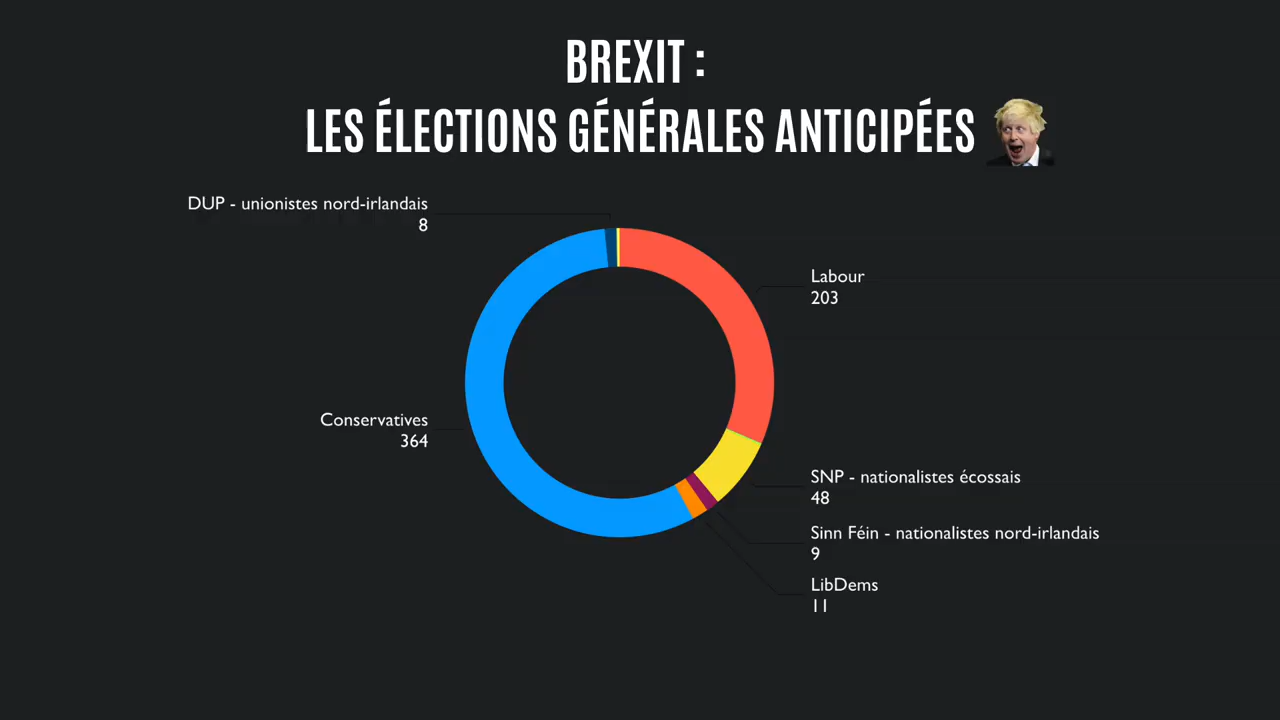 BREXIT :
LES ÉLECTIONS GÉNÉRALES ANTICIPÉES
DUP - unionistes nord-irlandais
8
Labour
203
Conservatives
364
SNP - nationalistes écossais
48
Sinn Féin - nationalistes nord-irlandais
9
LibDems
11